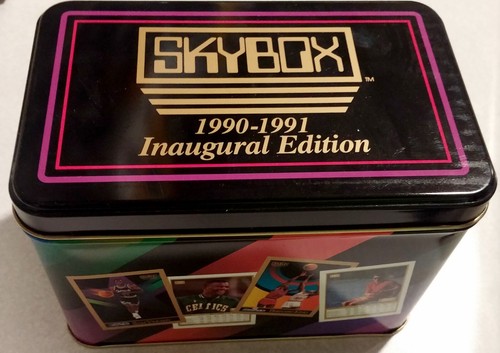 SKYBOX
TM
1990-1991
Inaugural Edition
CELTICS